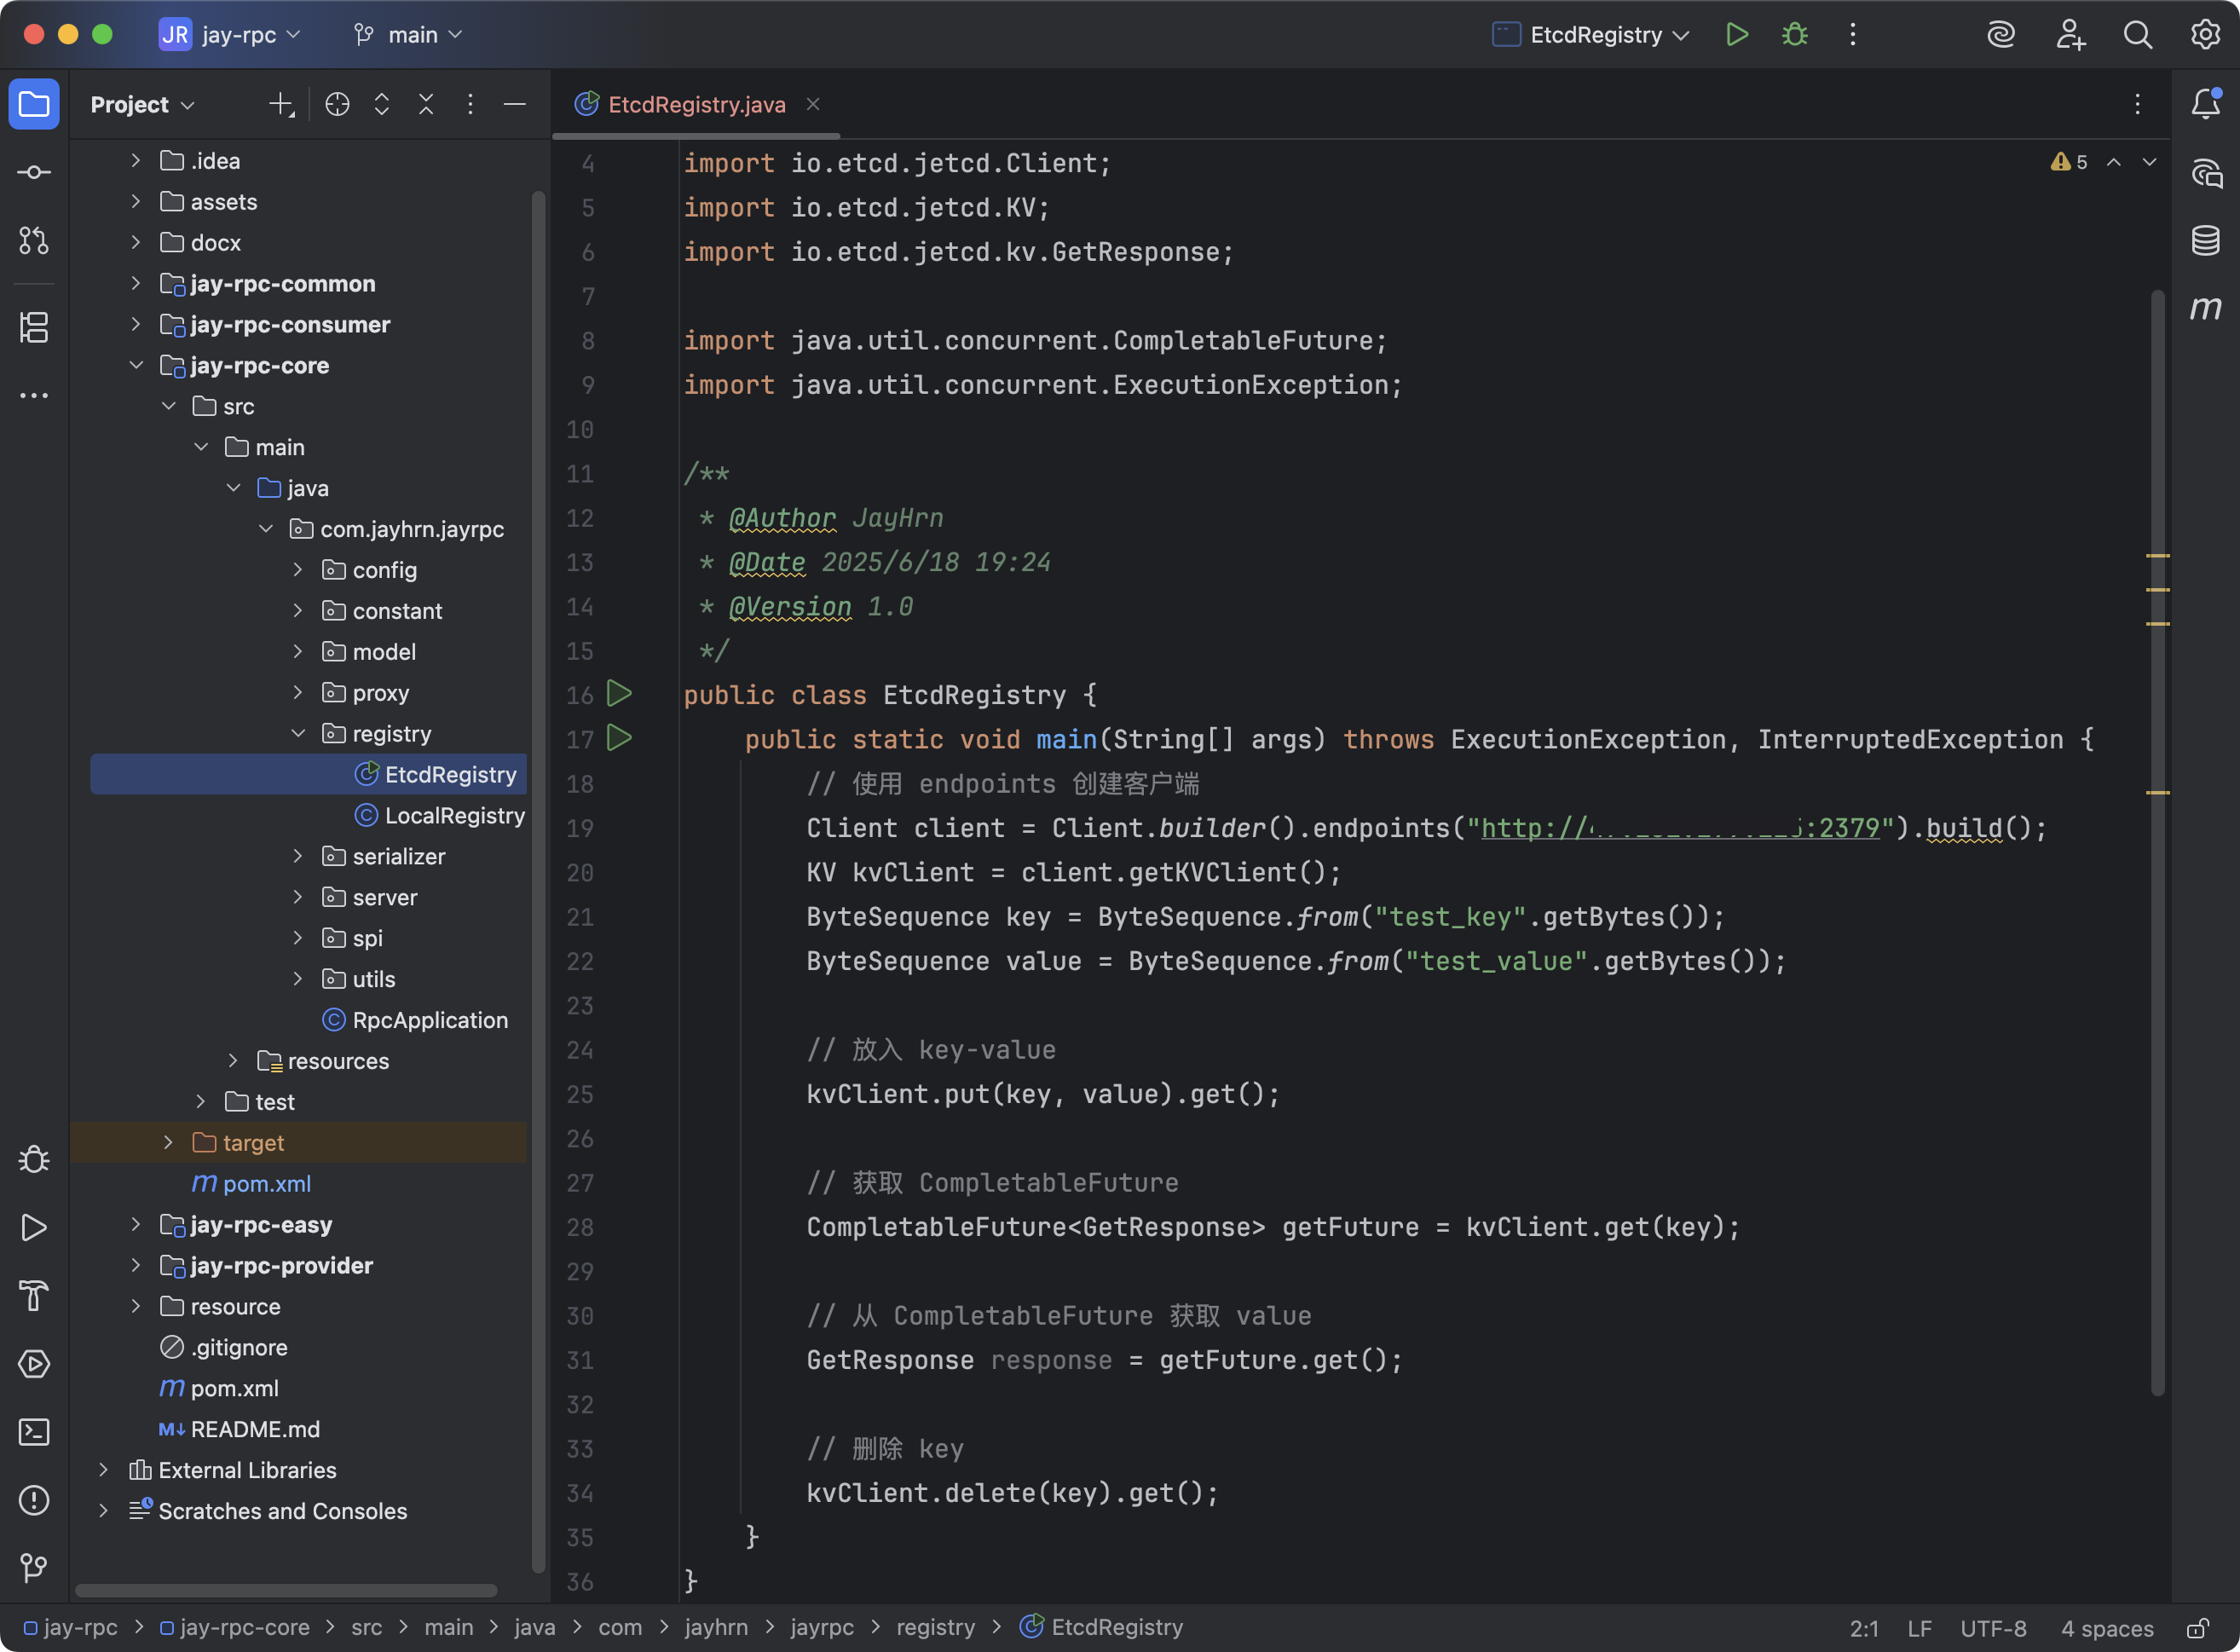 JR jay-rpc main EtcdRegistry
Project
EtcdRegistry.java
.idea
assets
docx
jay-rpc-common
jay-rpc-consumer
jay-rpc-core
src
main
java
com.jayhrn.jayrpc
config
constant
model
proxy
registry
EtcdRegistry
LocalRegistry
serializer
server
spi
utils
RpcApplication
resources
test
target
m pom.xml
jay-rpc-easy
jay-rpc-provider
resource
.gitignore
m pom.xml
M↓ README.md
External Libraries
Scratches and Consoles
5
m
4 import io.etcd.jetcd.Client;
5 import io.etcd.jetcd.KV;
6 import io.etcd.jetcd.kv.GetResponse;
7
8 import java.util.concurrent.CompletableFuture;
9 import java.util.concurrent.ExecutionException;
10
11 /**
12 * @Author JayHrn
13 * @Date 2025/6/18 19:24
14 * @Version 1.0
15 */
16 public class EtcdRegistry {
17 public static void main(String[] args) throws ExecutionException, InterruptedException {
18 // 使用 endpoints 创建客户端
19 Client client = Client.builder().endpoints("http:// :2379").build();
20 KV kvClient = client.getKVClient();
21 ByteSequence key = ByteSequence.from("test_key".getBytes());
22 ByteSequence value = ByteSequence.from("test_value".getBytes());
23
24 // 放入 key-value
25 kvClient.put(key, value).get();
26
27 // 获取 CompletableFuture
28 CompletableFuture<GetResponse> getFuture = kvClient.get(key);
29
30 // 从 CompletableFuture 获取 value
31 GetResponse response = getFuture.get();
32
33 // 删除 key
34 kvClient.delete(key).get();
35 }
36 }
jay-rpc > jay-rpc-core > src > main > java > com > jayhrn > jayrpc > registry > EtcdRegistry
2:1 LF UTF-8 4 spaces